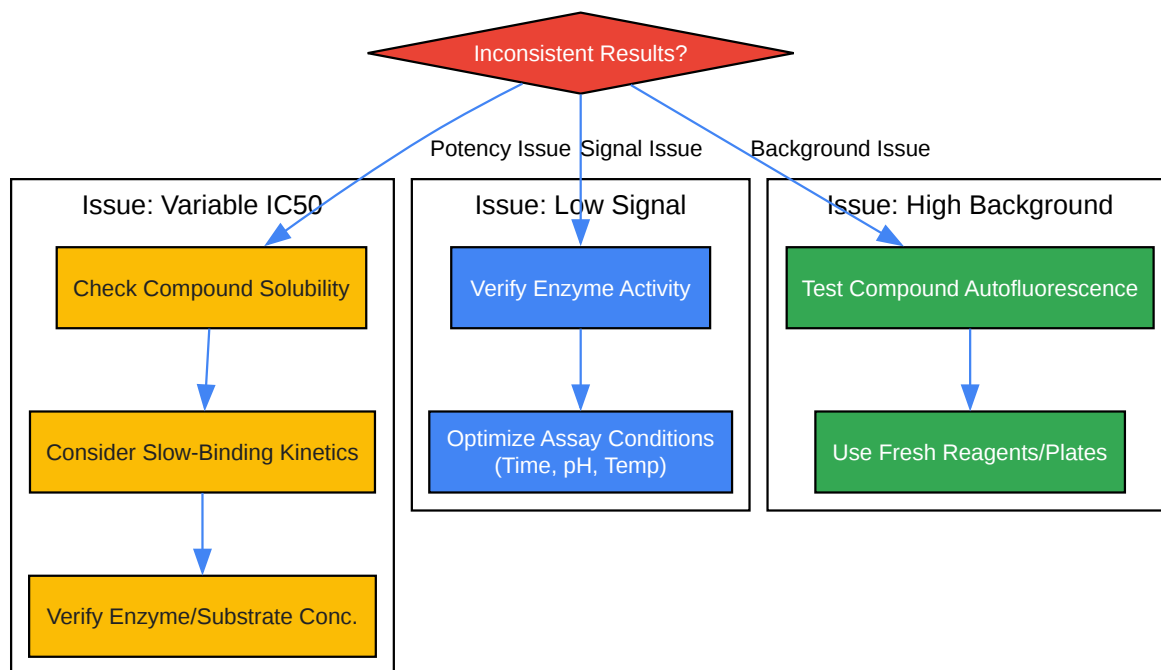 Inconsistent Results?
Potency Issue
Signal Issue
Background Issue
Issue: Variable IC50
Check Compound Solubility
Consider Slow-Binding Kinetics
Verify Enzyme/Substrate Conc.
Issue: Low Signal
Verify Enzyme Activity
Optimize Assay Conditions
(Time, pH, Temp)
Issue: High Background
Test Compound Autofluorescence
Use Fresh Reagents/Plates